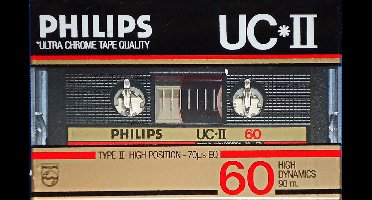 PHILIPS
*ULTRA CHROME TAPE QUALITY
UC*II
PHILIPS UC-II 60
TYPE II HIGH POSITION - 70µs EQ
PHILIPS
60
HIGH
DYNAMICS
90 m.